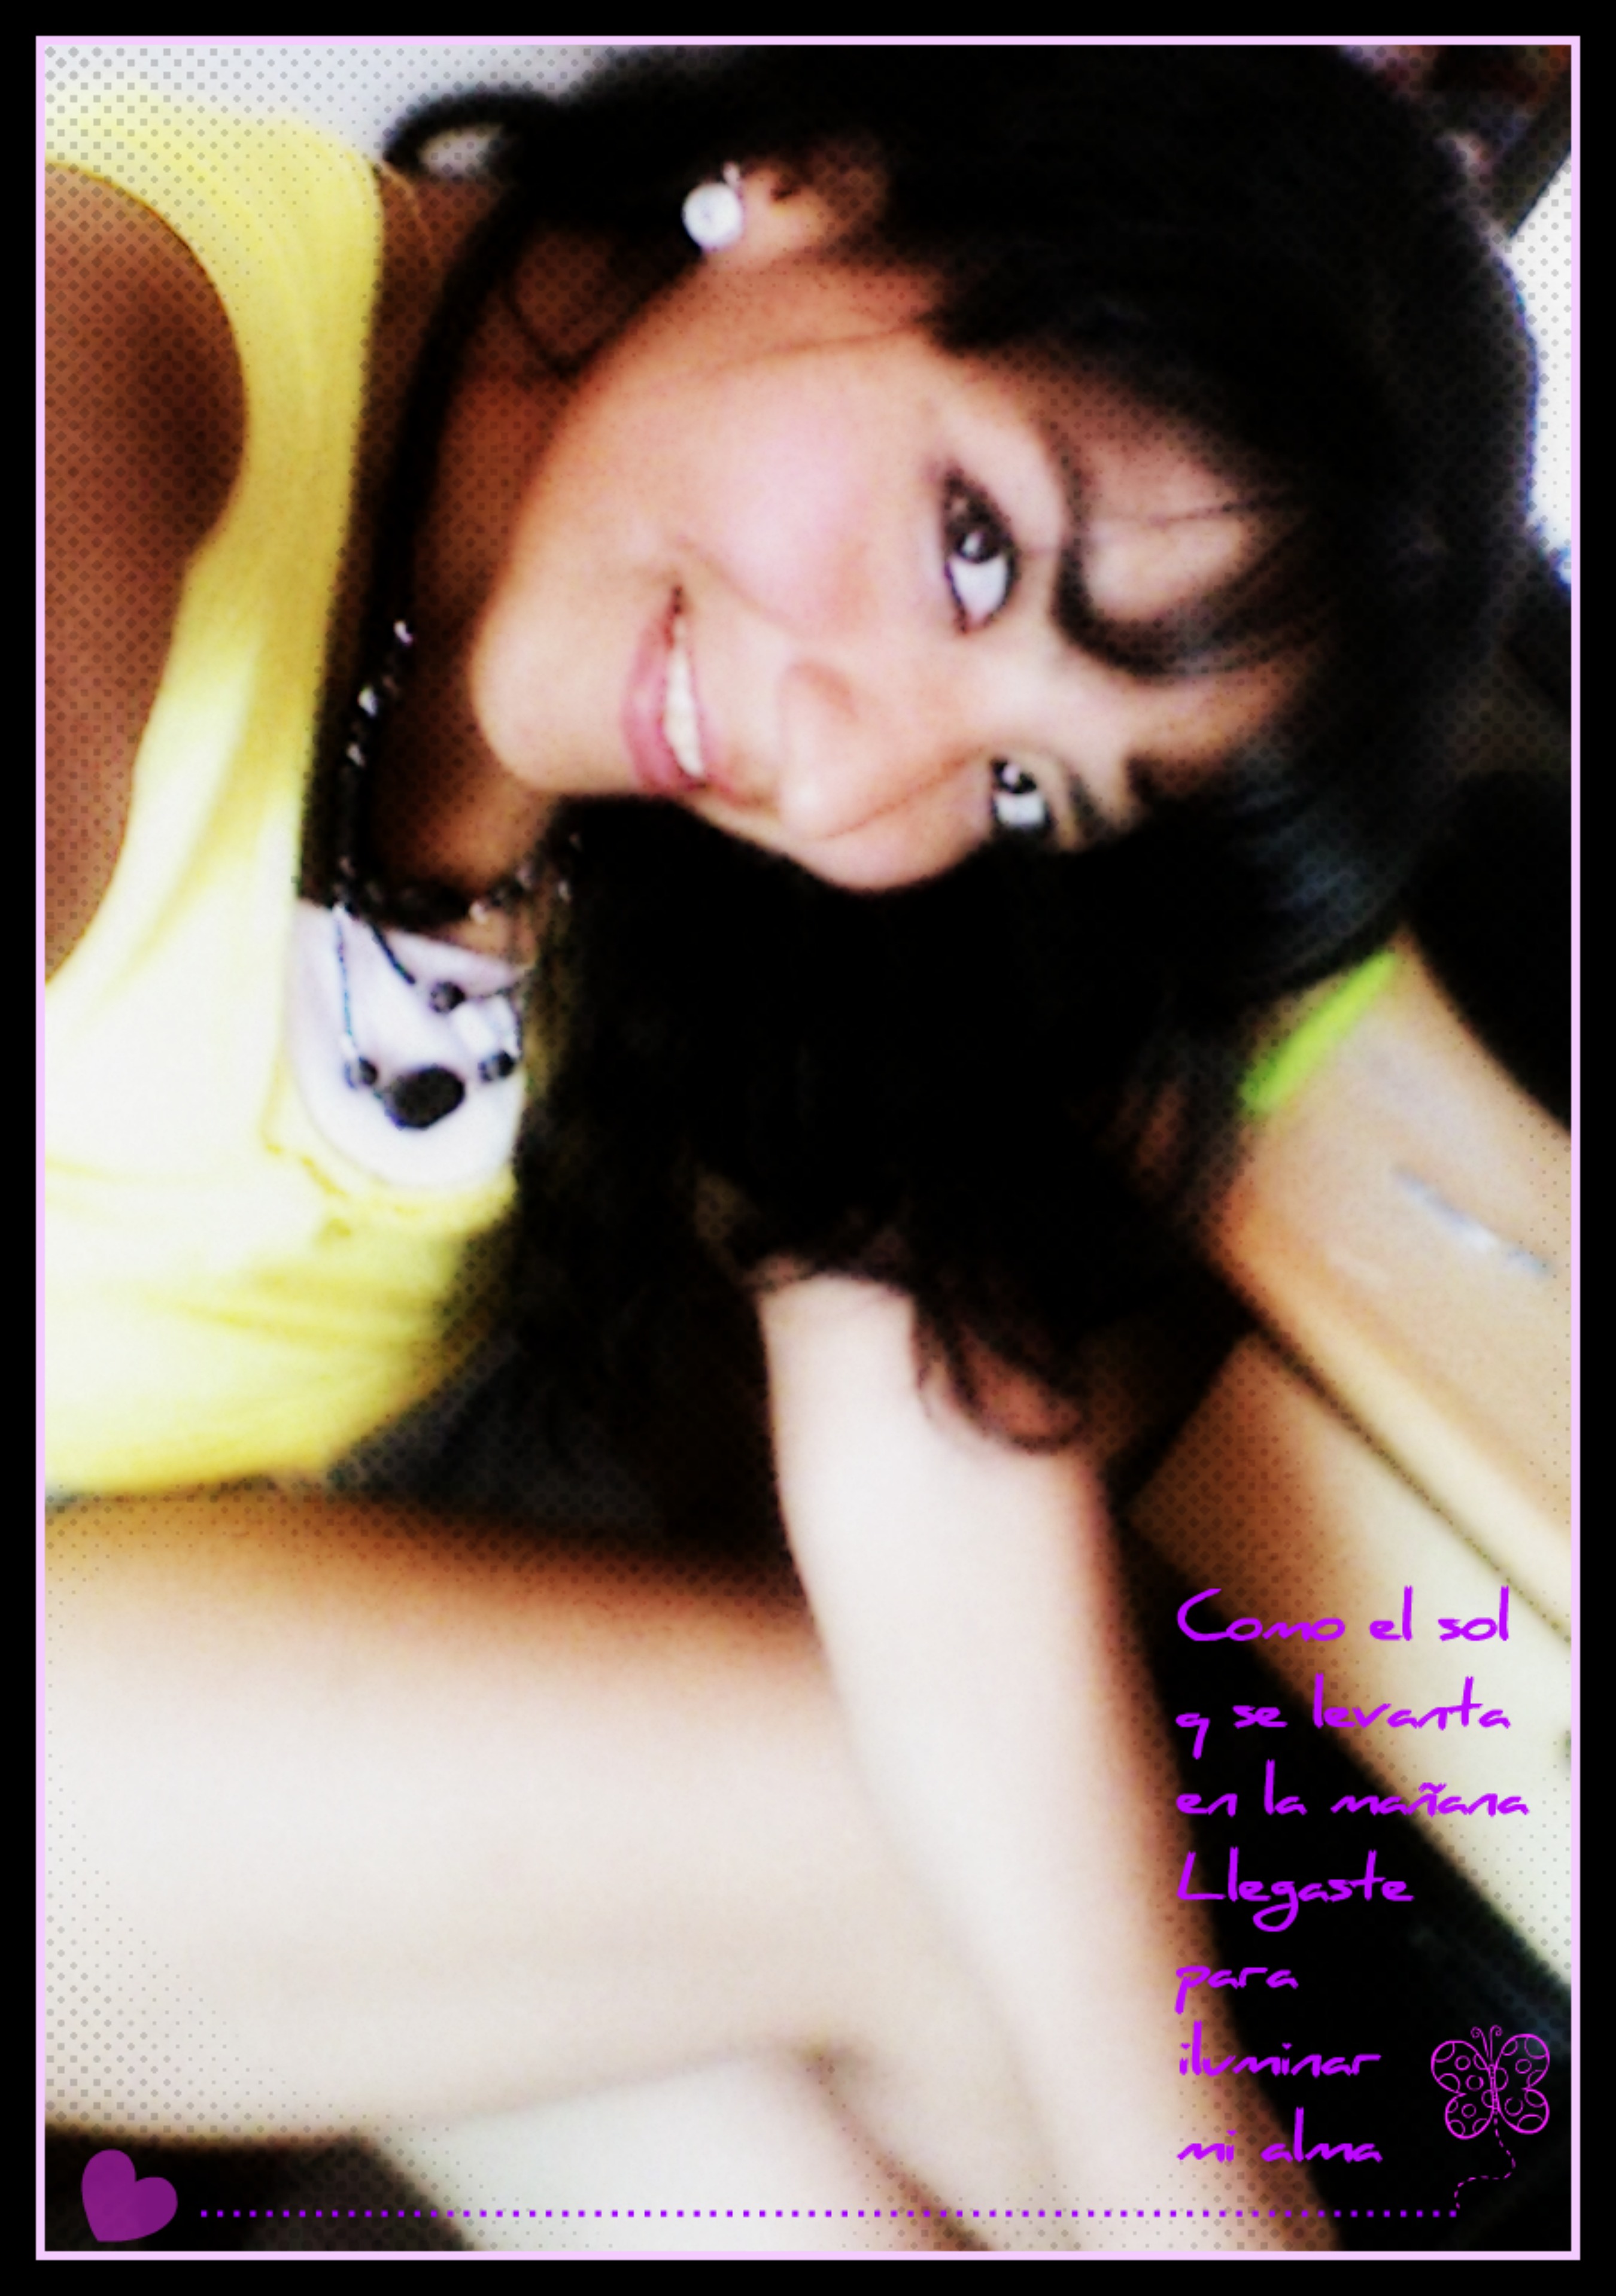 Como el sol
q se levanta
en la mañana
Llegaste
para
iluminar
mi alma